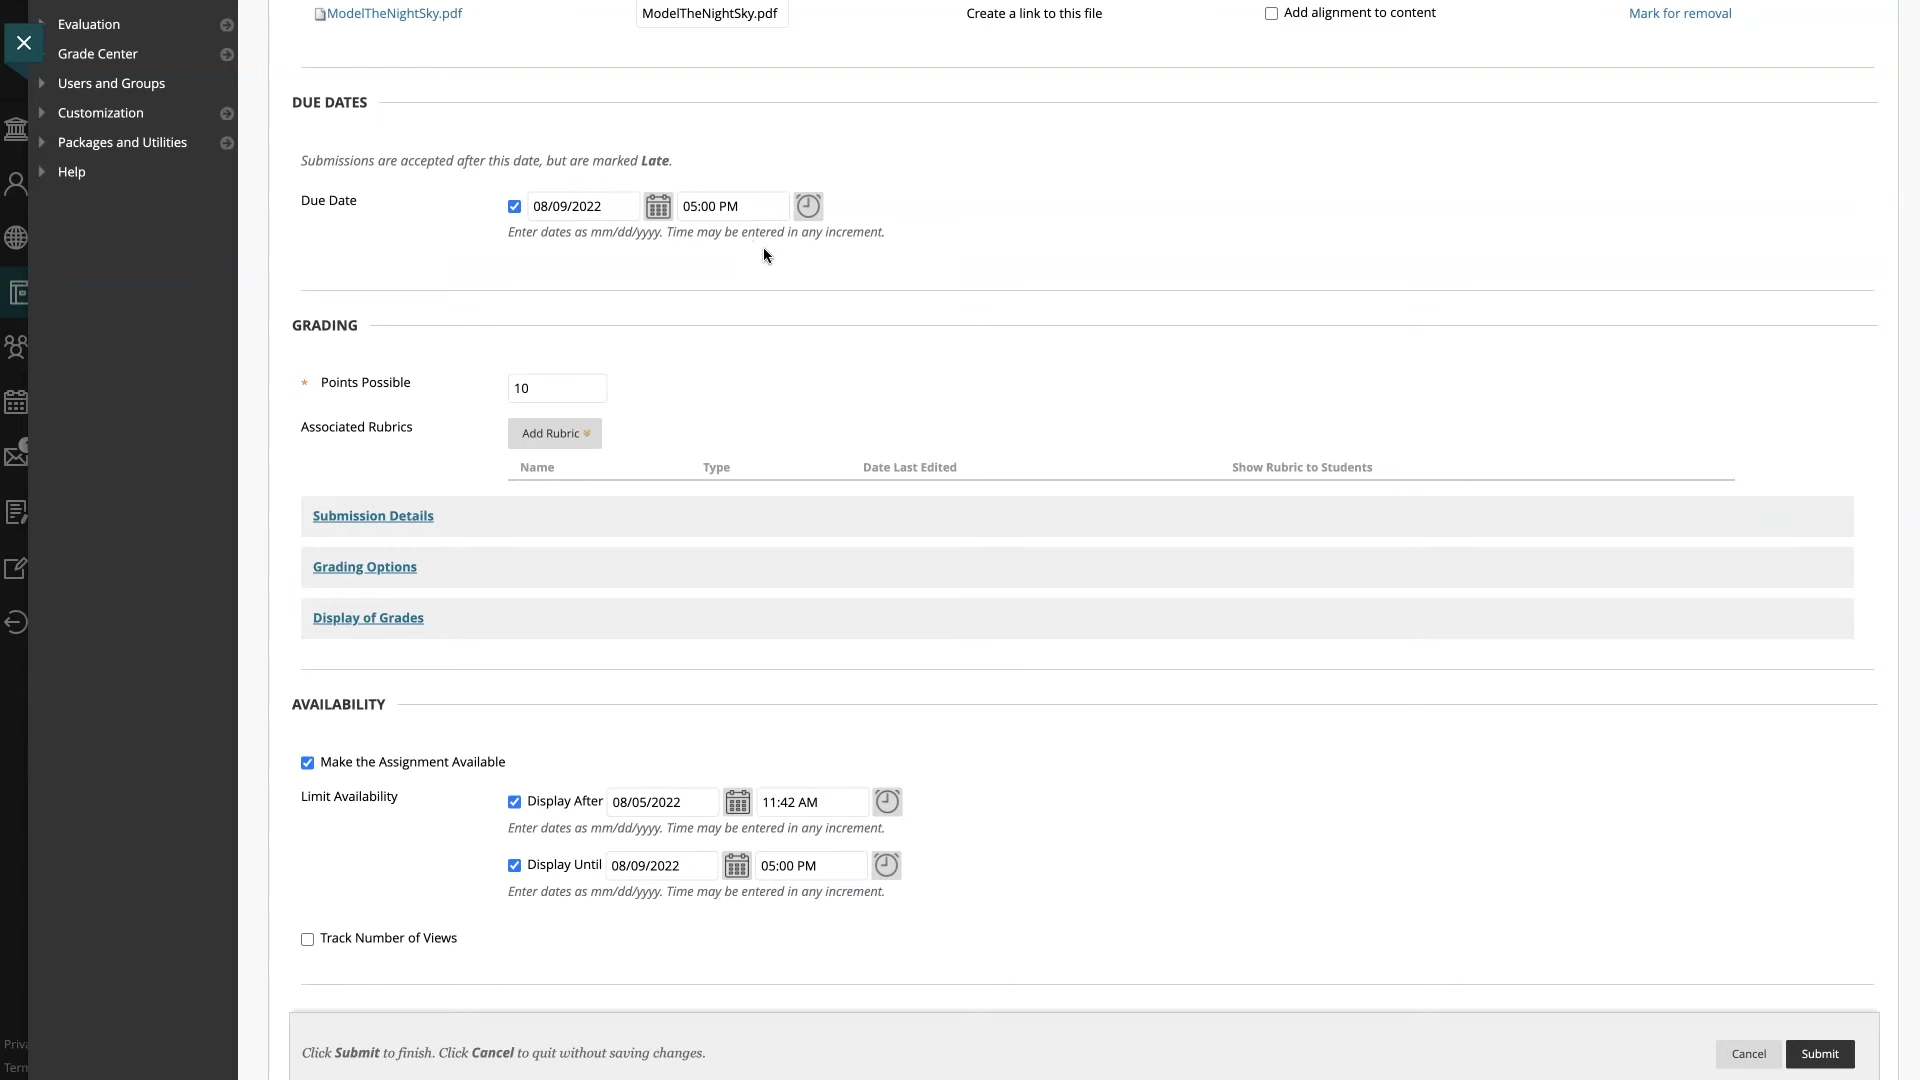 Evaluation
Grade Center
Users and Groups
Customization
Packages and Utilities
Help
ModelTheNightSky.pdf ModelTheNightSky.pdf Create a link to this file Add alignment to content Mark for removal
DUE DATES
Submissions are accepted after this date, but are marked Late.
Due Date 08/09/2022 05:00 PM
Enter dates as mm/dd/yyyy. Time may be entered in any increment.
GRADING
* Points Possible 10
Associated Rubrics Add Rubric
Name Type Date Last Edited Show Rubric to Students
Submission Details
Grading Options
Display of Grades
AVAILABILITY
Make the Assignment Available
Limit Availability Display After 08/05/2022 11:42 AM
Enter dates as mm/dd/yyyy. Time may be entered in any increment.
Display Until 08/09/2022 05:00 PM
Enter dates as mm/dd/yyyy. Time may be entered in any increment.
Track Number of Views
Click Submit to finish. Click Cancel to quit without saving changes.
Cancel Submit